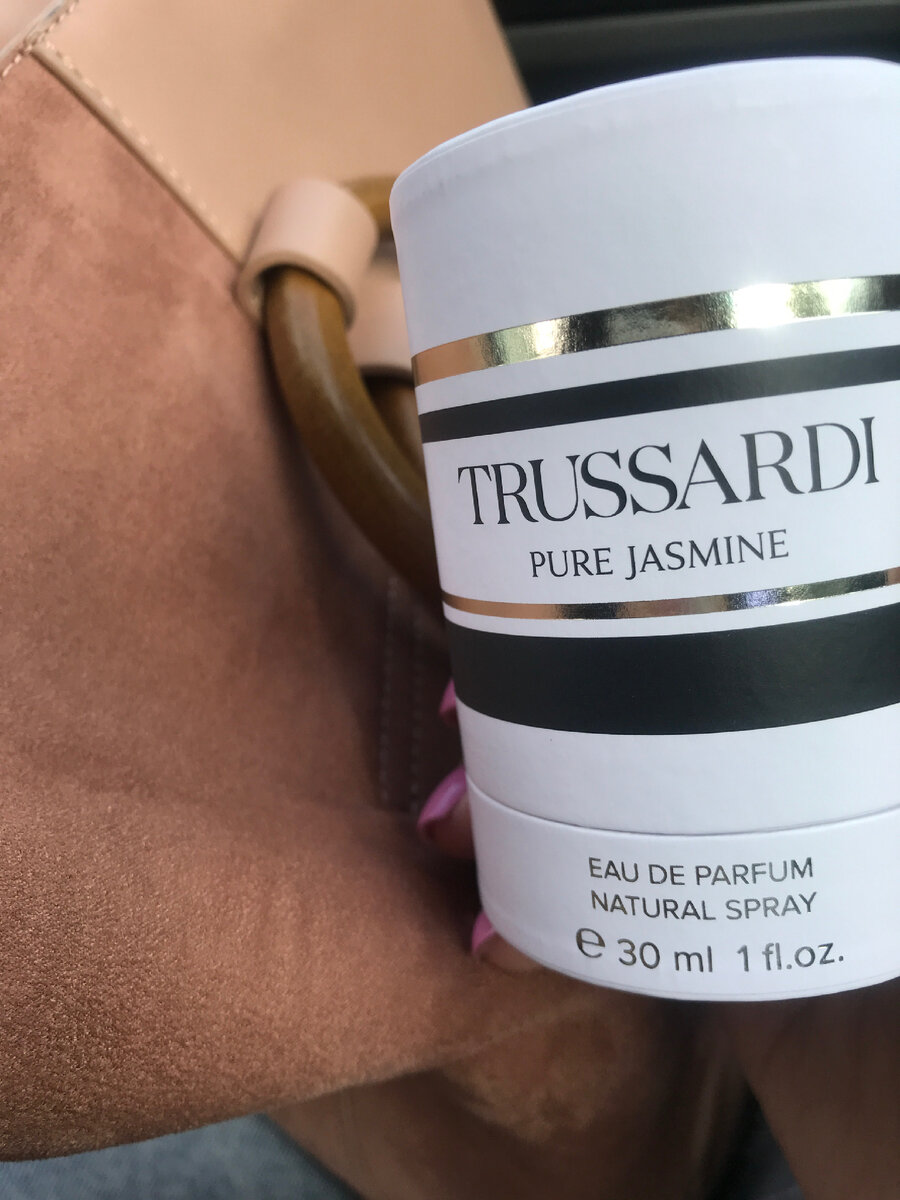 TRUSSARDI
PURE JASMINE
EAU DE PARFUM
NATURAL SPRAY
℮ 30 ml 1 fl.oz.